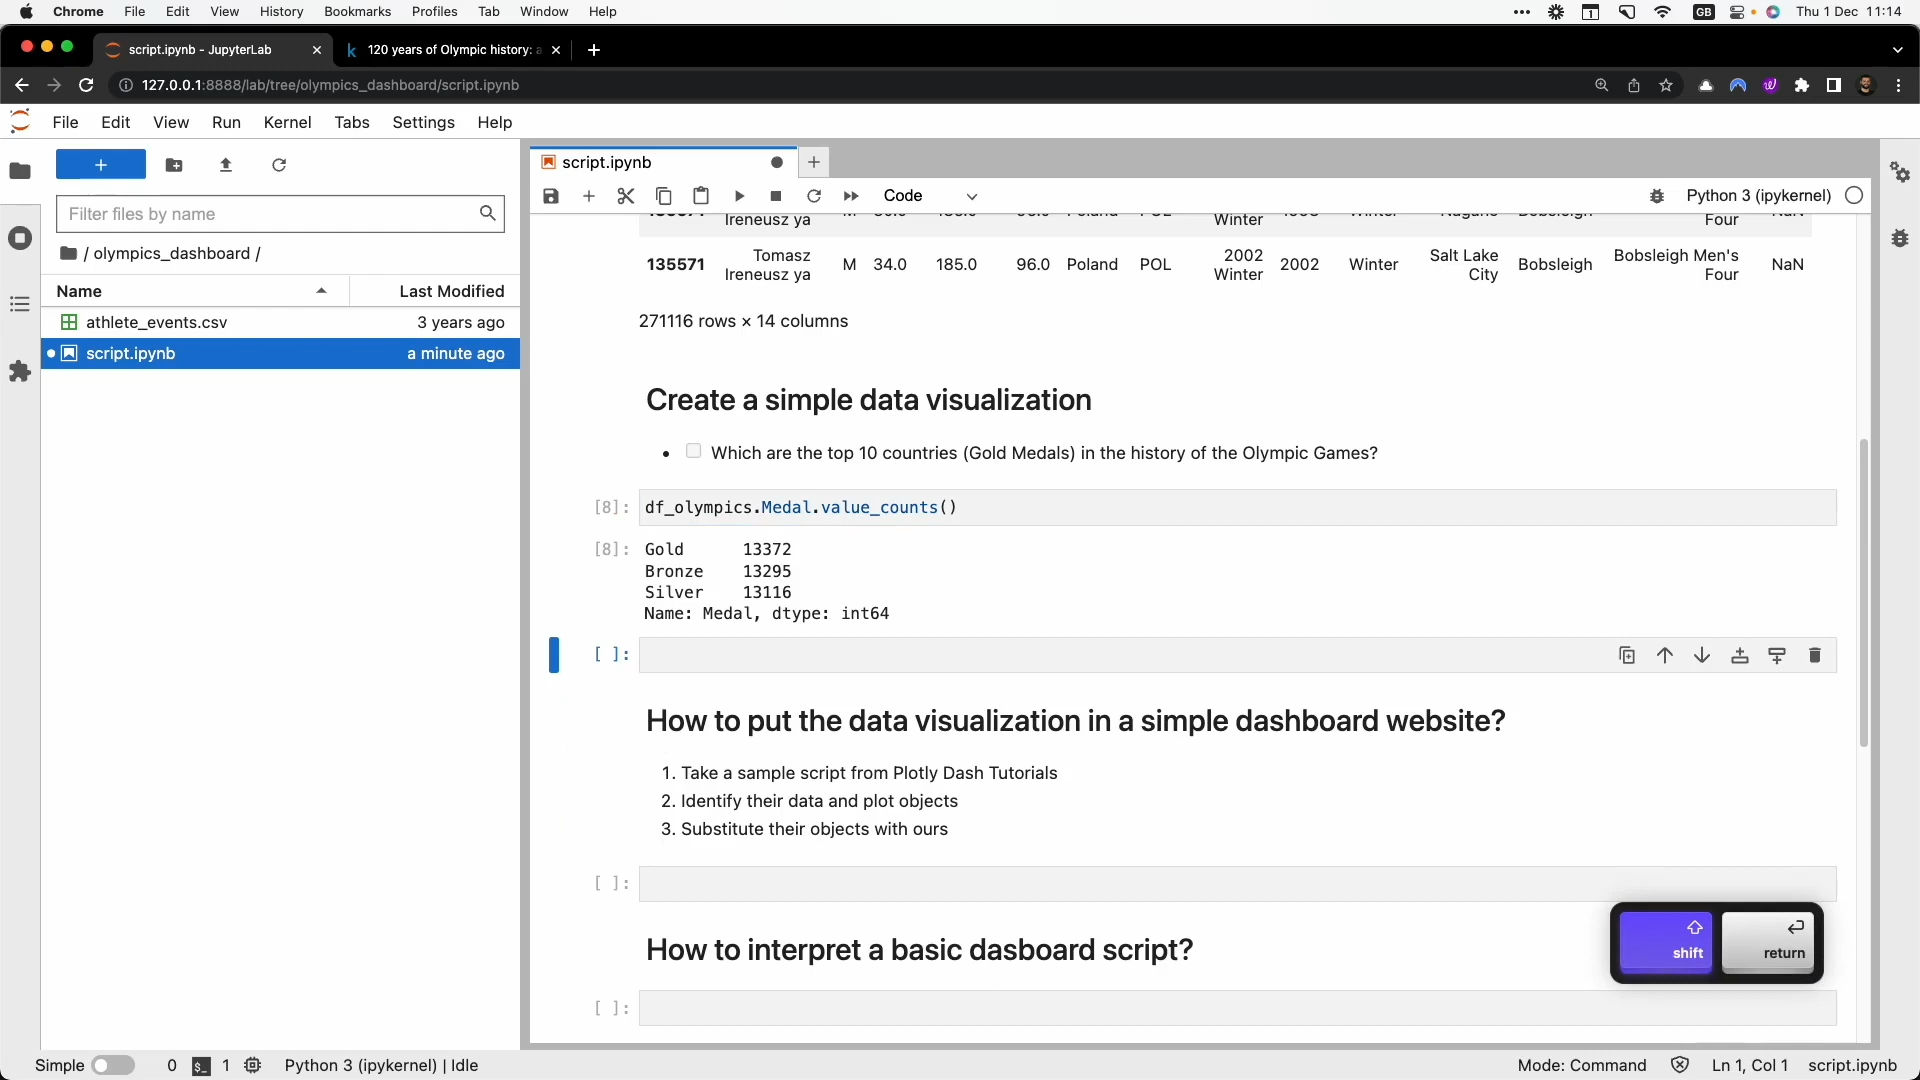 Chrome File Edit View History Bookmarks Profiles Tab Window Help GB Thu 1 Dec 11:14
script.ipynb - JupyterLab 120 years of Olympic history: a
127.0.0.1:8888/lab/tree/olympics_dashboard/script.ipynb
File Edit View Run Kernel Tabs Settings Help
script.ipynb
Code Python 3 (ipykernel)
Filter files by name
/ olympics_dashboard /
Name Last Modified
athlete_events.csv 3 years ago
script.ipynb a minute ago
Ireneusz ya Winter Four
135571 Tomasz Ireneusz ya M 34.0 185.0 96.0 Poland POL 2002 Winter 2002 Winter Salt Lake City Bobsleigh Bobsleigh Men's Four NaN
271116 rows × 14 columns
Create a simple data visualization
• Which are the top 10 countries (Gold Medals) in the history of the Olympic Games?
[8]: df_olympics.Medal.value_counts()
[8]: Gold 13372
Bronze 13295
Silver 13116
Name: Medal, dtype: int64
[ ]:
How to put the data visualization in a simple dashboard website?
1. Take a sample script from Plotly Dash Tutorials
2. Identify their data and plot objects
3. Substitute their objects with ours
[ ]:
How to interpret a basic dasboard script?
[ ]:
shift return
Simple 0 1 Python 3 (ipykernel) | Idle Mode: Command Ln 1, Col 1 script.ipynb